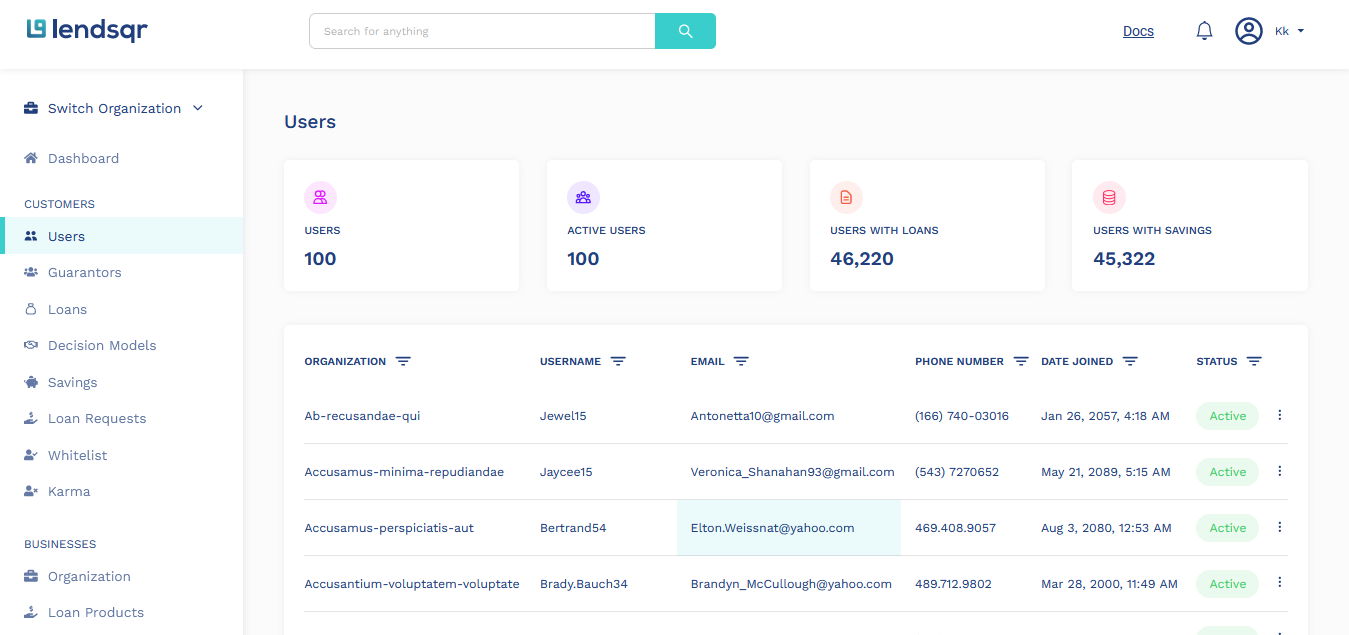 lendsqr
Search for anything
Docs
Kk
Switch Organization
Dashboard
CUSTOMERS
Users
Guarantors
Loans
Decision Models
Savings
Loan Requests
Whitelist
Karma
BUSINESSES
Organization
Loan Products
Users
USERS
100
ACTIVE USERS
100
USERS WITH LOANS
46,220
USERS WITH SAVINGS
45,322
ORGANIZATION USERNAME EMAIL PHONE NUMBER DATE JOINED STATUS
Ab-recusandae-qui Jewel15 Antonetta10@gmail.com (166) 740-03016 Jan 26, 2057, 4:18 AM Active
Accusamus-minima-repudiandae Jaycee15 Veronica_Shanahan93@gmail.com (543) 7270652 May 21, 2089, 5:15 AM Active
Accusamus-perspiciatis-aut Bertrand54 Elton.Weissnat@yahoo.com 469.408.9057 Aug 3, 2080, 12:53 AM Active
Accusantium-voluptatem-voluptate Brady.Bauch34 Brandyn_McCullough@yahoo.com 489.712.9802 Mar 28, 2000, 11:49 AM Active